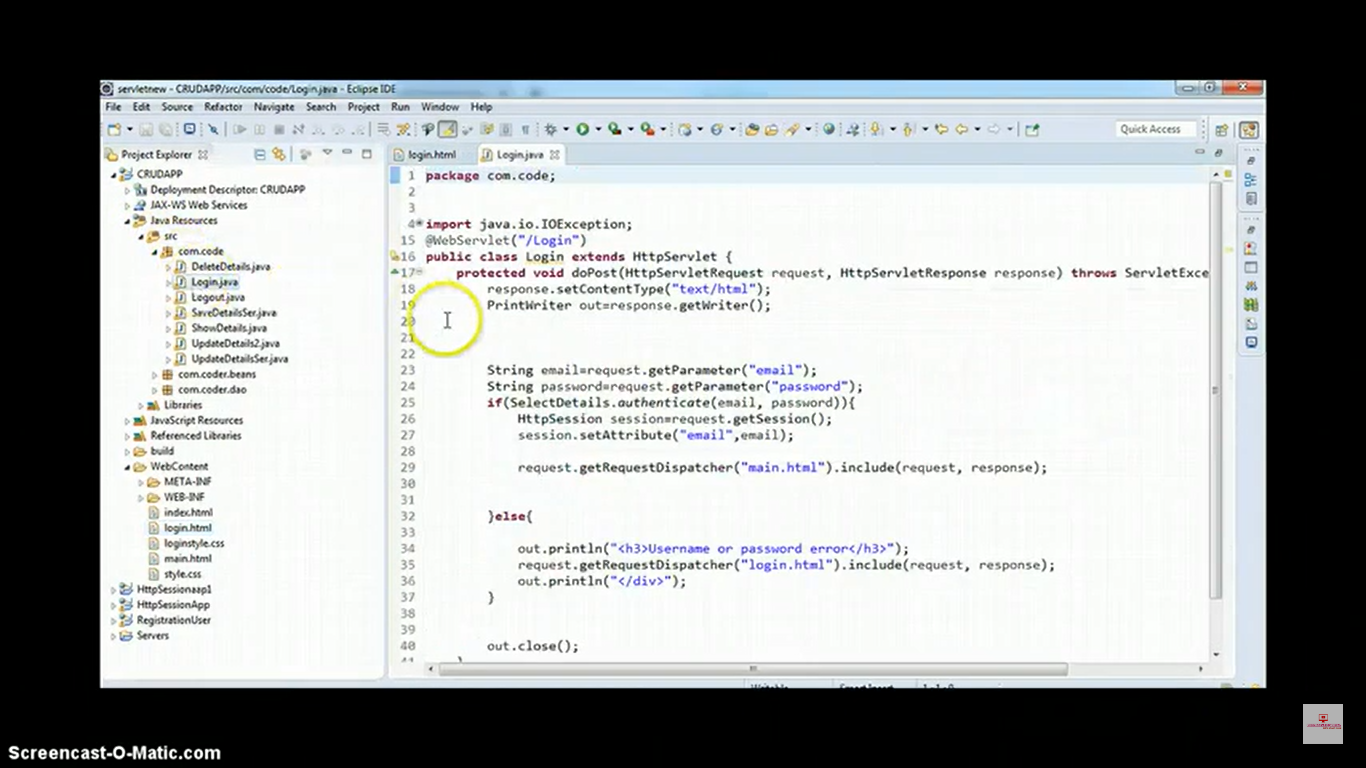 servletnew - CRUDAPP/src/com/code/Login.java - Eclipse IDE
File Edit Source Refactor Navigate Search Project Run Window Help
Quick Access
Project Explorer
login.html
Login.java
CRUDAPP
Deployment Descriptor: CRUDAPP
JAX-WS Web Services
Java Resources
src
com.code
DeleteDetails.java
Login.java
Logout.java
SaveDetailsSer.java
ShowDetails.java
UpdateDetails2.java
UpdateDetailsSer.java
com.coder.beans
com.coder.dao
Libraries
JavaScript Resources
Referenced Libraries
build
WebContent
META-INF
WEB-INF
index.html
login.html
loginstyle.css
main.html
style.css
HttpSessionaap1
HttpSessionApp
RegistrationUser
Servers
1 package com.code;
2
3
4 import java.io.IOException;
15 @WebServlet("/Login")
16 public class Login extends HttpServlet {
17 protected void doPost(HttpServletRequest request, HttpServletResponse response) throws ServletExce
18 response.setContentType("text/html");
19 PrintWriter out=response.getWriter();
20
21
22
23 String email=request.getParameter("email");
24 String password=request.getParameter("password");
25 if(SelectDetails.authenticate(email, password)){
26 HttpSession session=request.getSession();
27 session.setAttribute("email",email);
29 request.getRequestDispatcher("main.html").include(request, response);
30
31
32 }else{
33
34 out.println("<h3>Username or password error</h3>");
35 request.getRequestDispatcher("login.html").include(request, response);
36 out.println("</div>");
37 }
38
39
40 out.close();
Screencast-O-Matic.com